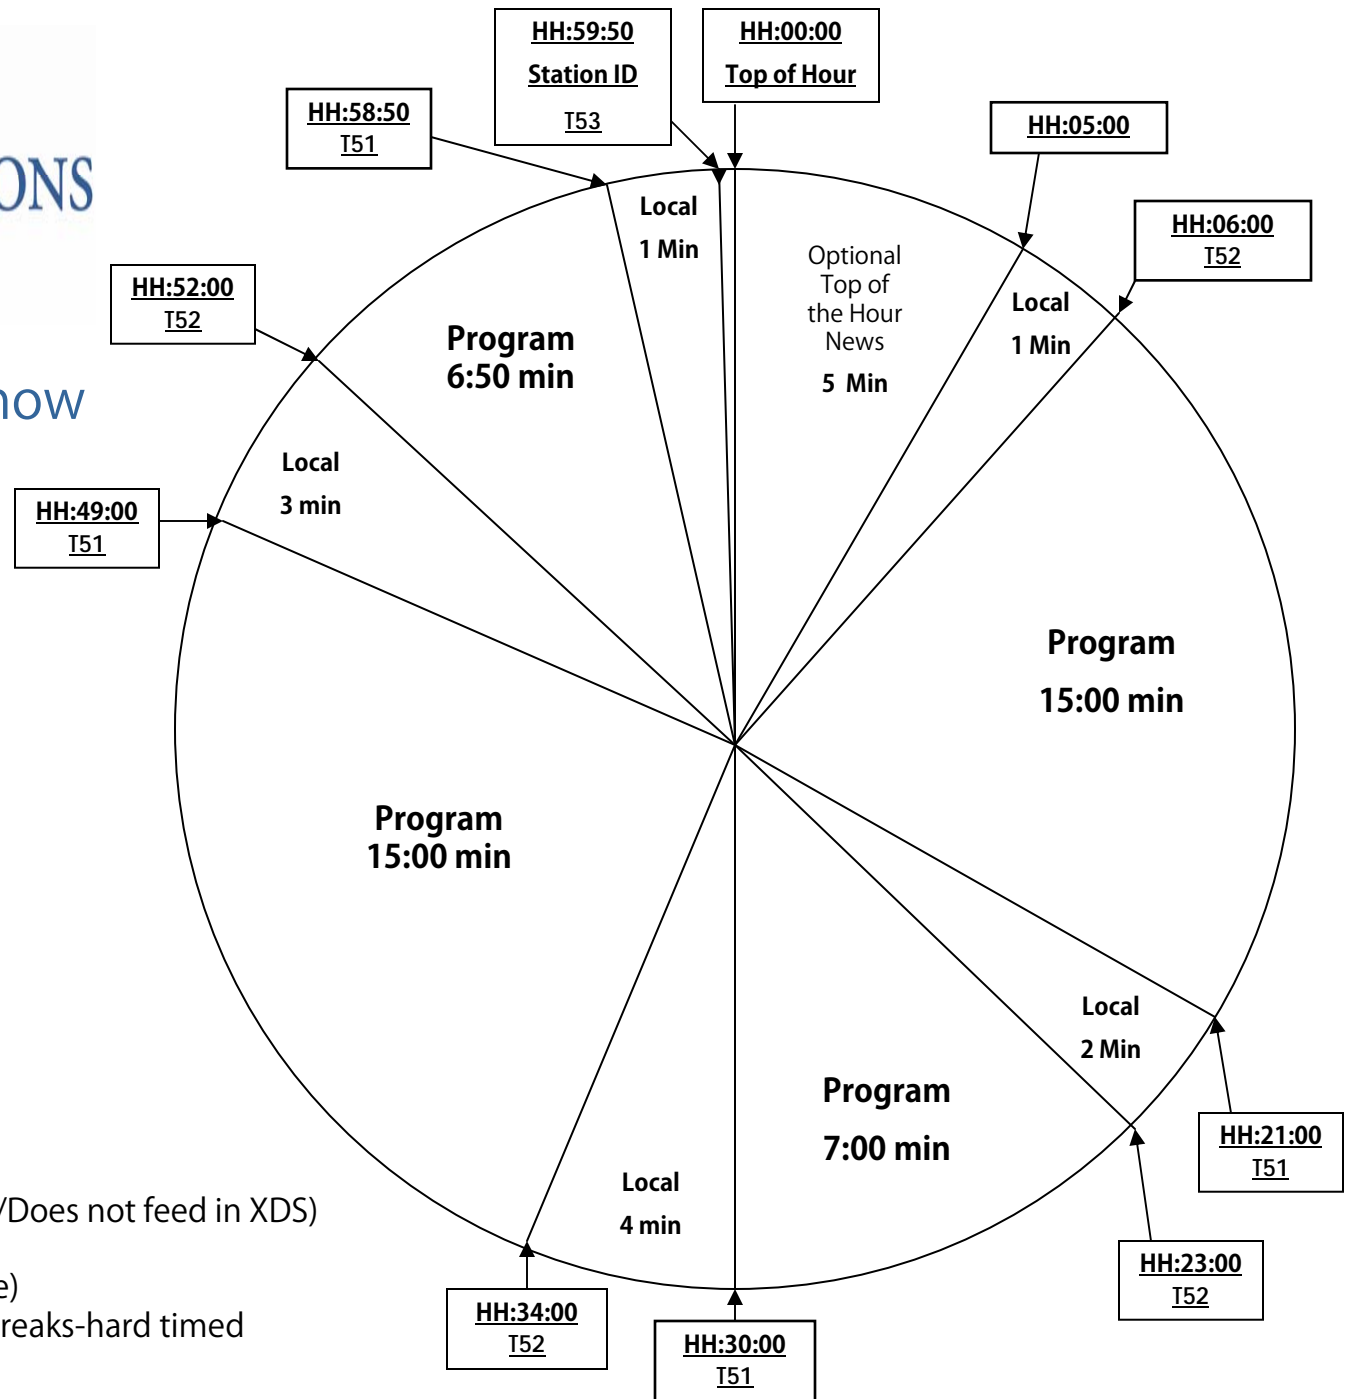 HH:59:50
Station ID
T53
HH:00:00
Top of Hour
HH:58:50
T51
HH:05:00
ONS
Local
1 Min
HH:06:00
T52
Optional
Top of
the Hour
News
5 Min
HH:52:00
T52
Local
1 Min
Program
6:50 min
now
Local
3 min
HH:49:00
T51
Program
15:00 min
Program
15:00 min
Local
2 Min
Program
7:00 min
HH:21:00
T51
Local
4 min
/Does not feed in XDS)
HH:23:00
T52
e)
HH:34:00
T52
reaks-hard timed
HH:30:00
T51